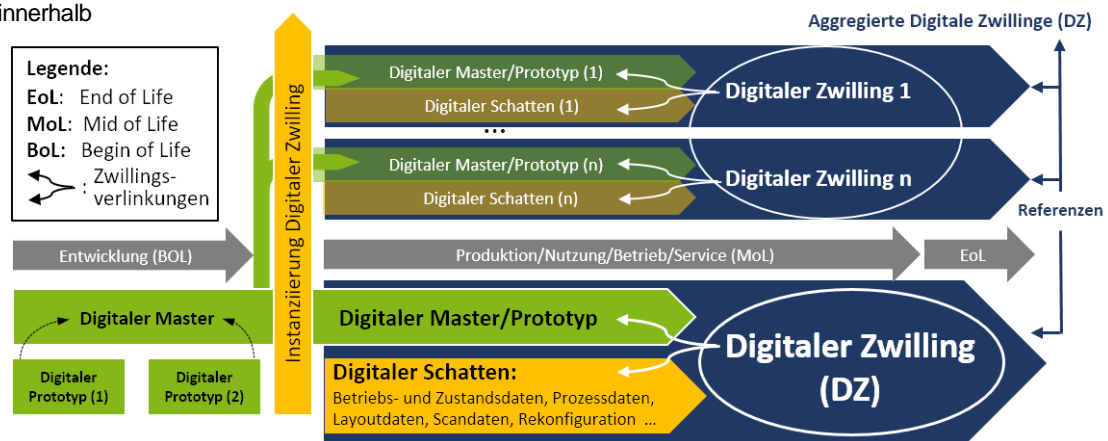 innerhalb
Aggregierte Digitale Zwillinge (DZ)
Legende:
EoL: End of Life
MoL: Mid of Life
BoL: Begin of Life
: Zwillings-
verlinkungen
Instanziierung Digitaler Zwilling
Digitaler Master/Prototyp (1)
Digitaler Schatten (1)
Digitaler Zwilling 1
...
Digitaler Master/Prototyp (n)
Digitaler Schatten (n)
Digitaler Zwilling n
Referenzen
Entwicklung (BOL)
Produktion/Nutzung/Betrieb/Service (MoL)
EoL
Digitaler Master
Digitaler
Prototyp (1)
Digitaler
Prototyp (2)
Digitaler Master/Prototyp
Digitaler Schatten:
Betriebs- und Zustandsdaten, Prozessdaten,
Layoutdaten, Scandaten, Rekonfiguration ...
Digitaler Zwilling
(DZ)